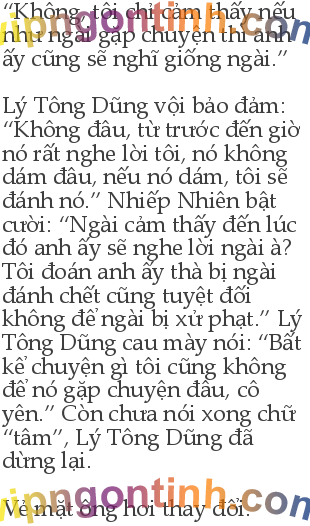 “Không, tôi chỉ cảm thấy nếu
như ngài gặp chuyện thì anh
ấy cũng sẽ nghĩ giống ngài.”
Lý Tông Dũng vội bảo đảm:
“Không đâu, từ trước đến giờ
nó rất nghe lời tôi, nó không
dám đâu, nếu nó dám, tôi sẽ
đánh nó.” Nhiếp Nhiên bật
cười: “Ngài cảm thấy đến lúc
đó anh ấy sẽ nghe lời ngài à?
Tôi đoán anh ấy thà bị ngài
đánh chết cũng tuyệt đối
không để ngài bị xử phạt.” Lý
Tông Dũng cau mày nói: “Bất
kể chuyện gì tôi cũng không
để nó gặp chuyện đâu, cô
yên.” Còn chưa nói xong chữ
“tâm”, Lý Tông Dũng đã
dừng lại.
Vẻ mặt ông hơi thay đổi.
vipngontinh.com
vipngontinh.com